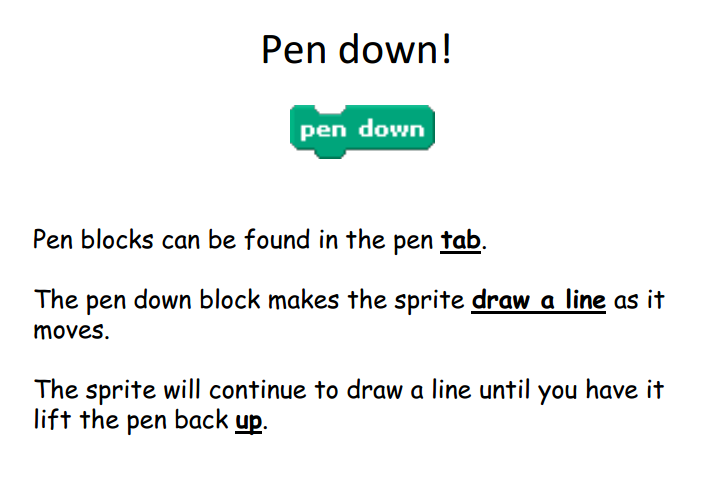 Pen down!
pen down
Pen blocks can be found in the pen tab.
The pen down block makes the sprite draw a line as it
moves.
The sprite will continue to draw a line until you have it
lift the pen back up.